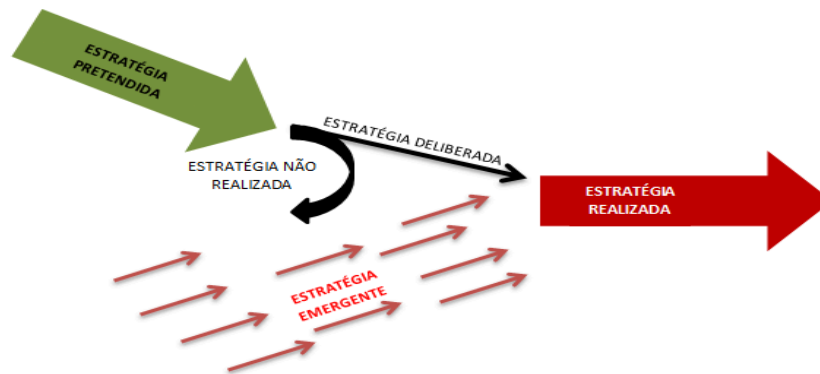 ESTRATÉGIA
PRETENDIDA
ESTRATÉGIA DELIBERADA
ESTRATÉGIA NÃO
REALIZADA
ESTRATÉGIA
REALIZADA
ESTRATÉGIA
EMERGENTE